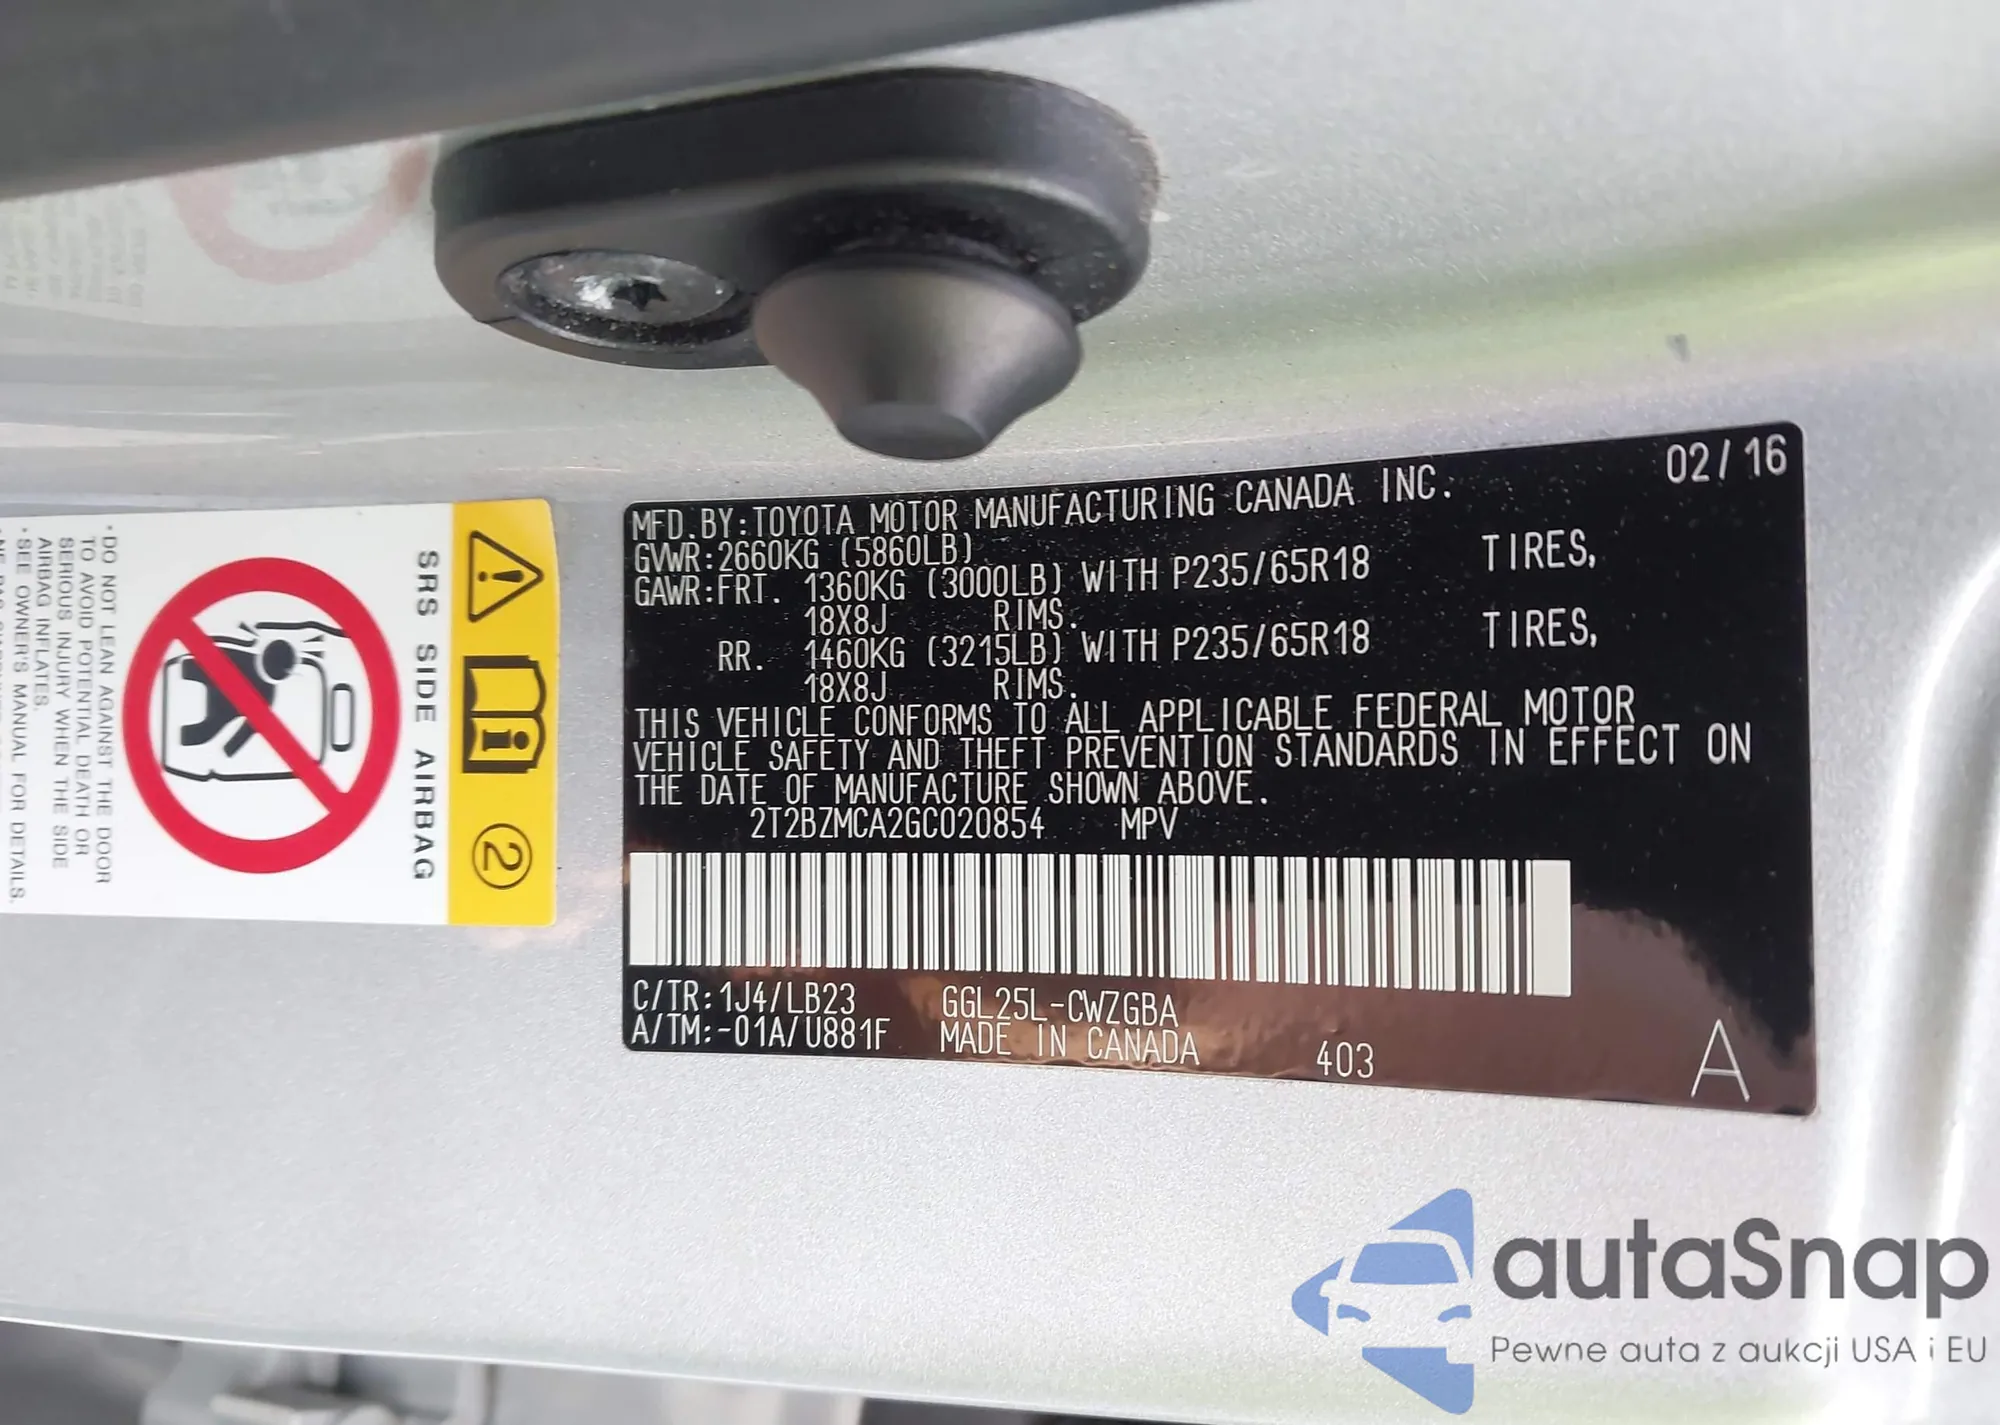 02/16
MFD.BY:TOYOTA MOTOR MANUFACTURING CANADA INC.
GVWR:2660KG (5860LB)
GAWR:FRT. 1360KG (3000LB) WITH P235/65R18 TIRES,
18X8J RIMS.
RR. 1460KG (3215LB) WITH P235/65R18 TIRES,
18X8J RIMS.
THIS VEHICLE CONFORMS TO ALL APPLICABLE FEDERAL MOTOR
VEHICLE SAFETY AND THEFT PREVENTION STANDARDS IN EFFECT ON
THE DATE OF MANUFACTURE SHOWN ABOVE.
2T2BZMCA2GC020854 MPV
C/TR:1J4/LB23 GGL25L-CWZGBA
A/TM:-01A/U881F MADE IN CANADA 403 A
2
SRS SIDE AIRBAG
• DO NOT LEAN AGAINST THE DOOR
TO AVOID POTENTIAL DEATH OR
SERIOUS INJURY WHEN THE SIDE
AIRBAG INFLATES.
• SEE OWNER'S MANUAL FOR DETAILS.
autaSnap
Pewne auta z aukcji USA i EU